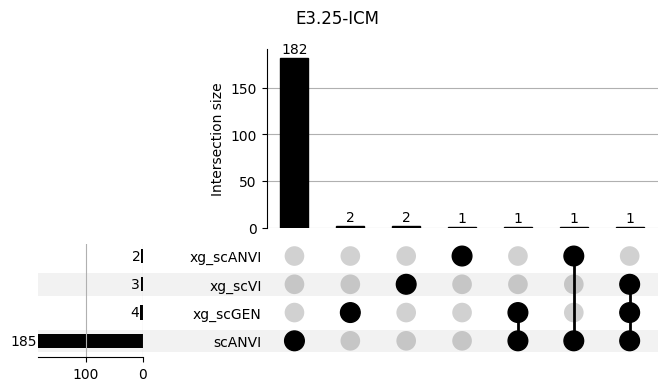 E3.25-ICM
182
150
Intersection size
100
50
0
2
2
1
1
1
1
2
xg_scANVI
3
xg_scVI
4
xg_scGEN
185
scANVI
100
0